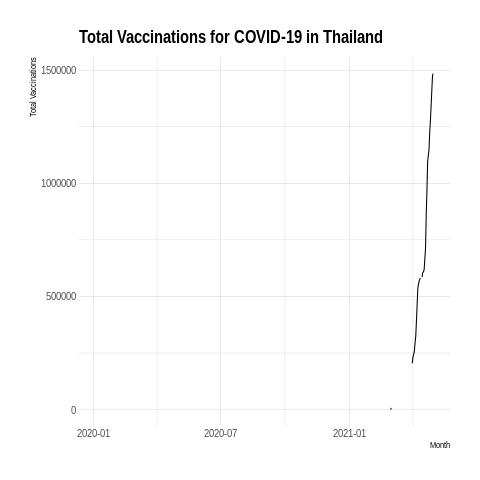 Total Vaccinations for COVID-19 in Thailand
Total Vaccinations
1500000
1000000
500000
0
2020-01 2020-07 2021-01
Month